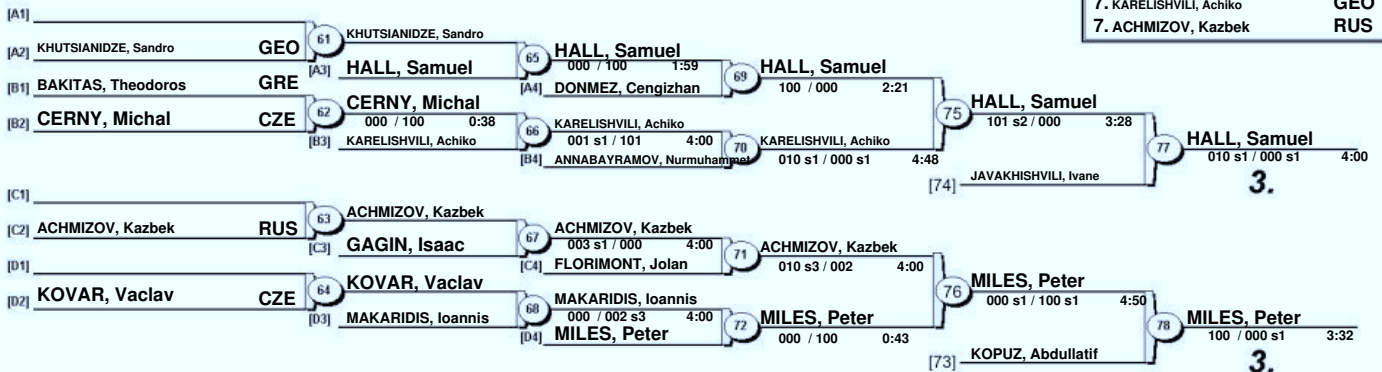 7. KARELISHVILI, Achiko GEO
7. ACHMIZOV, Kazbek RUS
[A1]
[A2] KHUTSIANIDZE, Sandro GEO
61
KHUTSIANIDZE, Sandro
[A3] HALL, Samuel
65
HALL, Samuel
000 / 100 1:59
[A4] DONMEZ, Cengizhan
69
HALL, Samuel
100 / 000 2:21
[B1] BAKITAS, Theodoros GRE
[B2] CERNY, Michal CZE
62
CERNY, Michal
000 / 100 0:38
[B3] KARELISHVILI, Achiko
66
KARELISHVILI, Achiko
001 s1 / 101 4:00
[B4] ANNABAYRAMOV, Nurmuhammet
70
KARELISHVILI, Achiko
010 s1 / 000 s1 4:48
75
HALL, Samuel
101 s2 / 000 3:28
[74] JAVAKHISHVILI, Ivane
77
HALL, Samuel
010 s1 / 000 s1 4:00
3.
[C1]
[C2] ACHMIZOV, Kazbek RUS
63
ACHMIZOV, Kazbek
[C3] GAGIN, Isaac
67
ACHMIZOV, Kazbek
003 s1 / 000 4:00
[C4] FLORIMONT, Jolan
71
ACHMIZOV, Kazbek
010 s3 / 002 4:00
[D1]
[D2] KOVAR, Vaclav CZE
64
KOVAR, Vaclav
[D3] MAKARIDIS, Ioannis
68
MAKARIDIS, Ioannis
000 / 002 s3 4:00
[D4] MILES, Peter
72
MILES, Peter
000 / 100 0:43
76
MILES, Peter
000 s1 / 100 s1 4:50
[73] KOPUZ, Abdullatif
78
MILES, Peter
100 / 000 s1 3:32
3.